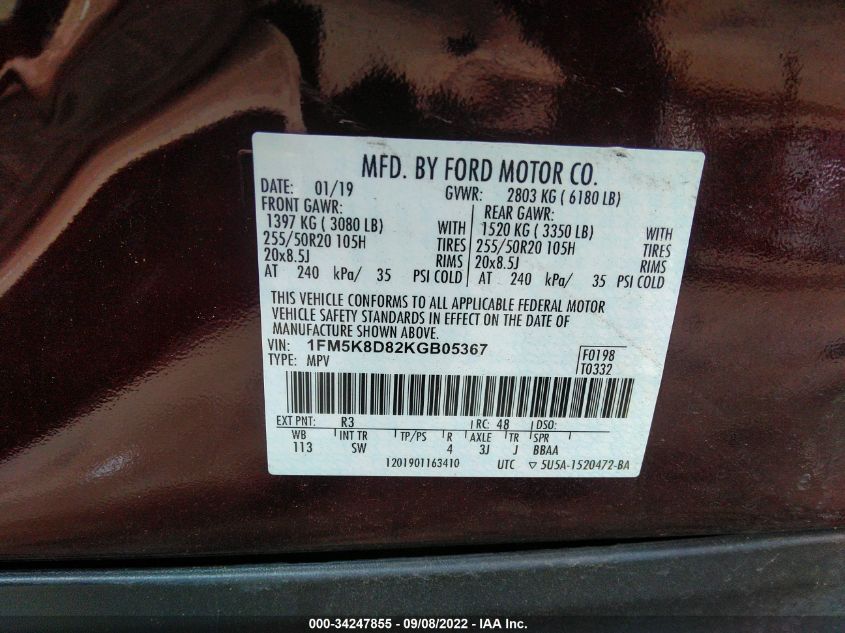 MFD. BY FORD MOTOR CO.
DATE: 01/19 GVWR: 2803 KG ( 6180 LB)
FRONT GAWR: REAR GAWR:
1397 KG ( 3080 LB) WITH 1520 KG ( 3350 LB) WITH
255/50R20 105H TIRES 255/50R20 105H TIRES
20x8.5J RIMS 20x8.5J RIMS
AT 240 kPa/ 35 PSI COLD AT 240 kPa/ 35 PSI COLD
THIS VEHICLE CONFORMS TO ALL APPLICABLE FEDERAL MOTOR
VEHICLE SAFETY STANDARDS IN EFFECT ON THE DATE OF
MANUFACTURE SHOWN ABOVE.
VIN: 1FM5K8D82KGB05367 F0198
TYPE: MPV T0332
EXT PNT: R3 RC: 48 DSO:
WB INT TR TP/PS R AXLE TR SPR
113 SW 4 3J J BBAA
1201901163410 UTC ▽ 5U5A-1520472-BA
000-34247855 - 09/08/2022 - IAA Inc.